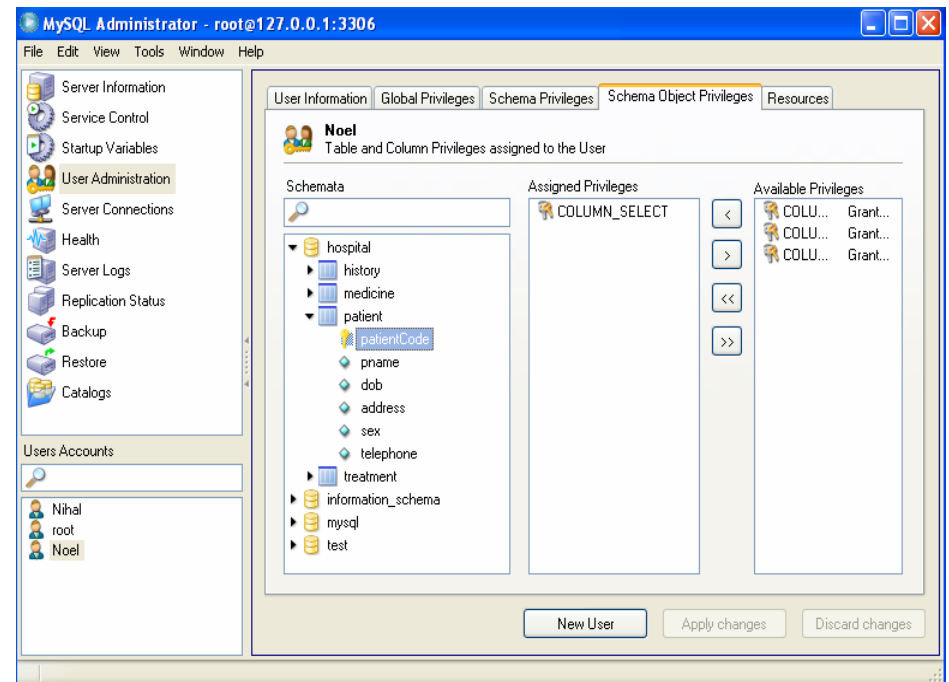 MySQL Administrator - root@127.0.0.1:3306
File Edit View Tools Window Help
Server Information
Service Control
Startup Variables
User Administration
Server Connections
Health
Server Logs
Replication Status
Backup
Restore
Catalogs
Users Accounts
Nihal
root
Noel
User Information Global Privileges Schema Privileges Schema Object Privileges Resources
Noel
Table and Column Privileges assigned to the User
Schemata
hospital
history
medicine
patient
patientCode
pname
dob
address
sex
telephone
treatment
information_schema
mysql
test
Assigned Privileges
COLUMN_SELECT
<
>
<<
>>
Available Privileges
COLU... Grant...
COLU... Grant...
COLU... Grant...
New User Apply changes Discard changes